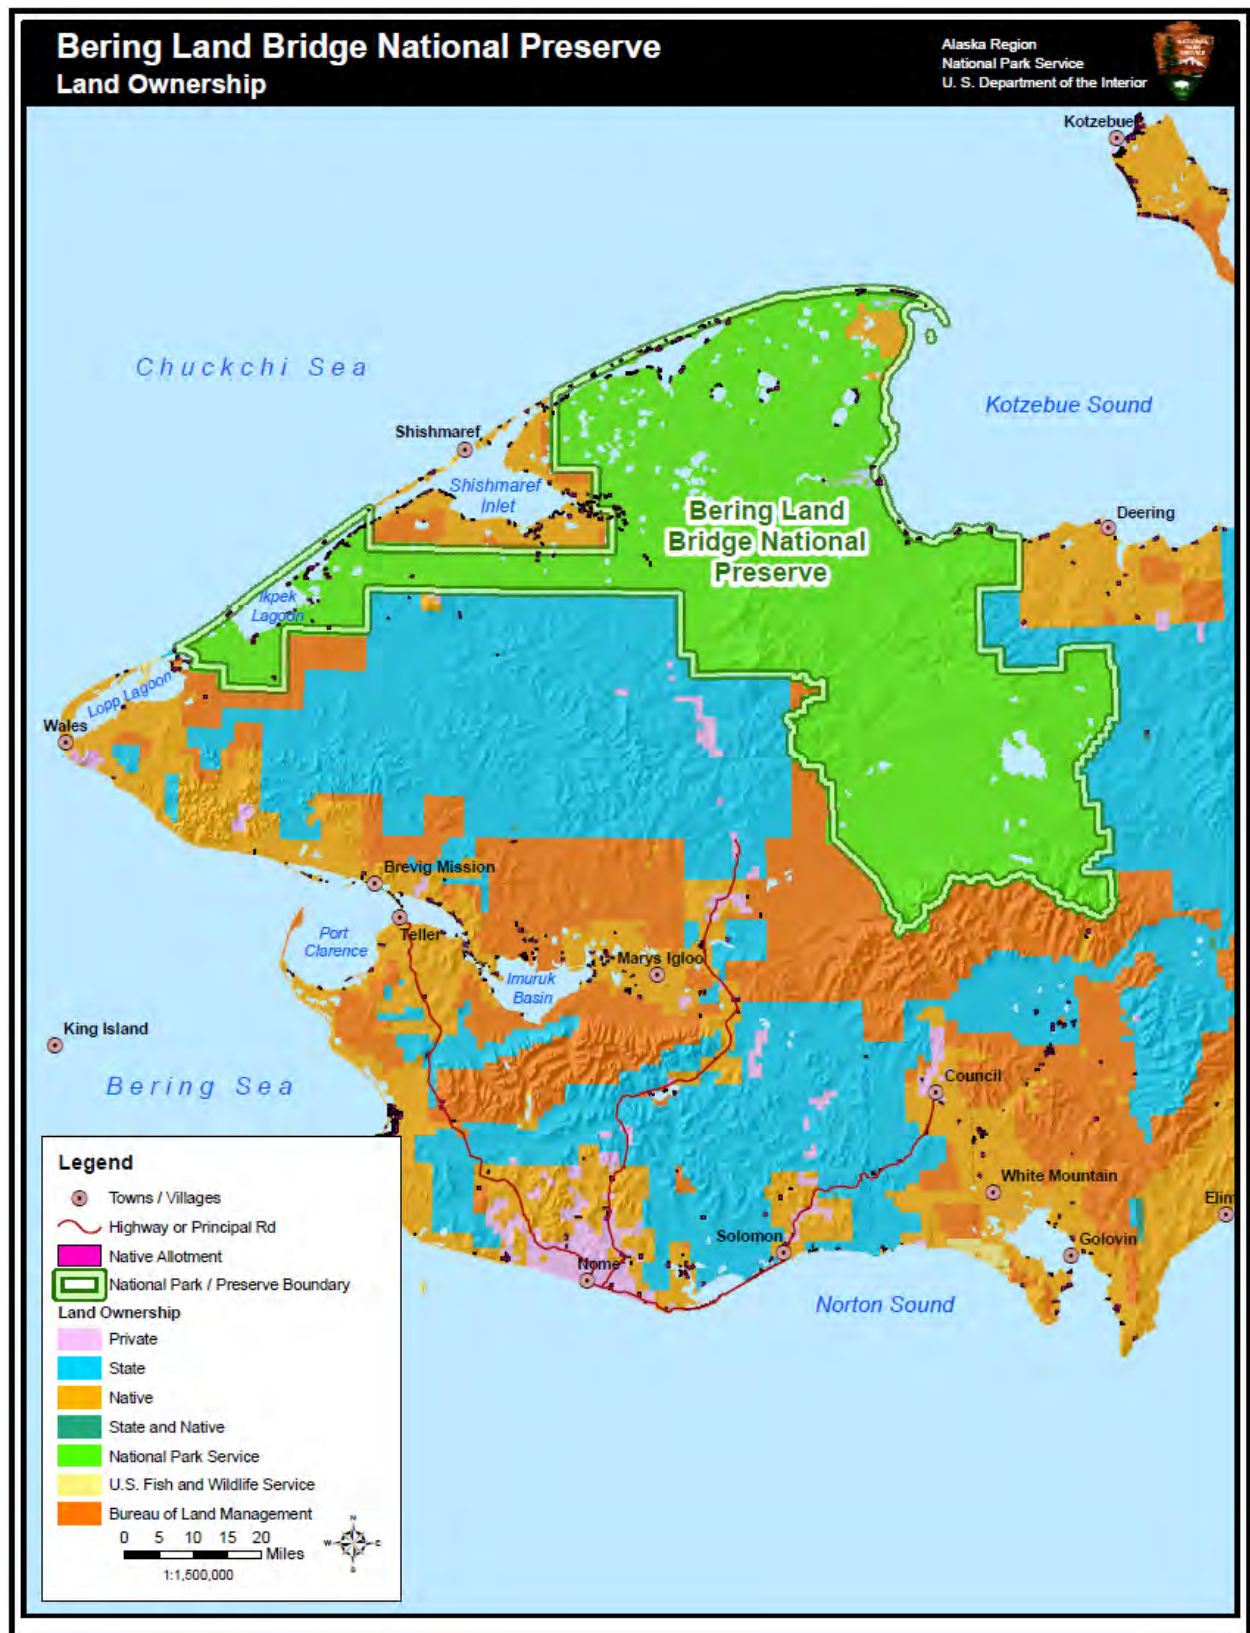 Bering Land Bridge National Preserve
Land Ownership
Alaska Region
National Park Service
U. S. Department of the Interior
NATIONAL
PARK
SERVICE
Kotzebue
Chuckchi Sea
Kotzebue Sound
Shishmaref
Shishmaref
Inlet
Bering Land
Bridge National
Preserve
Deering
Ikpek
Lagoon
Lopp Lagoon
Wales
Brevig Mission
Teller
Port
Clarence
Marys Igloo
Imuruk
Basin
King Island
Bering Sea
Council
White Mountain
Elim
Solomon
Golovin
Nome
Norton Sound
Legend
Towns / Villages
Highway or Principal Rd
Native Allotment
National Park / Preserve Boundary
Land Ownership
Private
State
Native
State and Native
National Park Service
U.S. Fish and Wildlife Service
Bureau of Land Management
0 5 10 15 20
Miles
1:1,500,000
N
W E
S